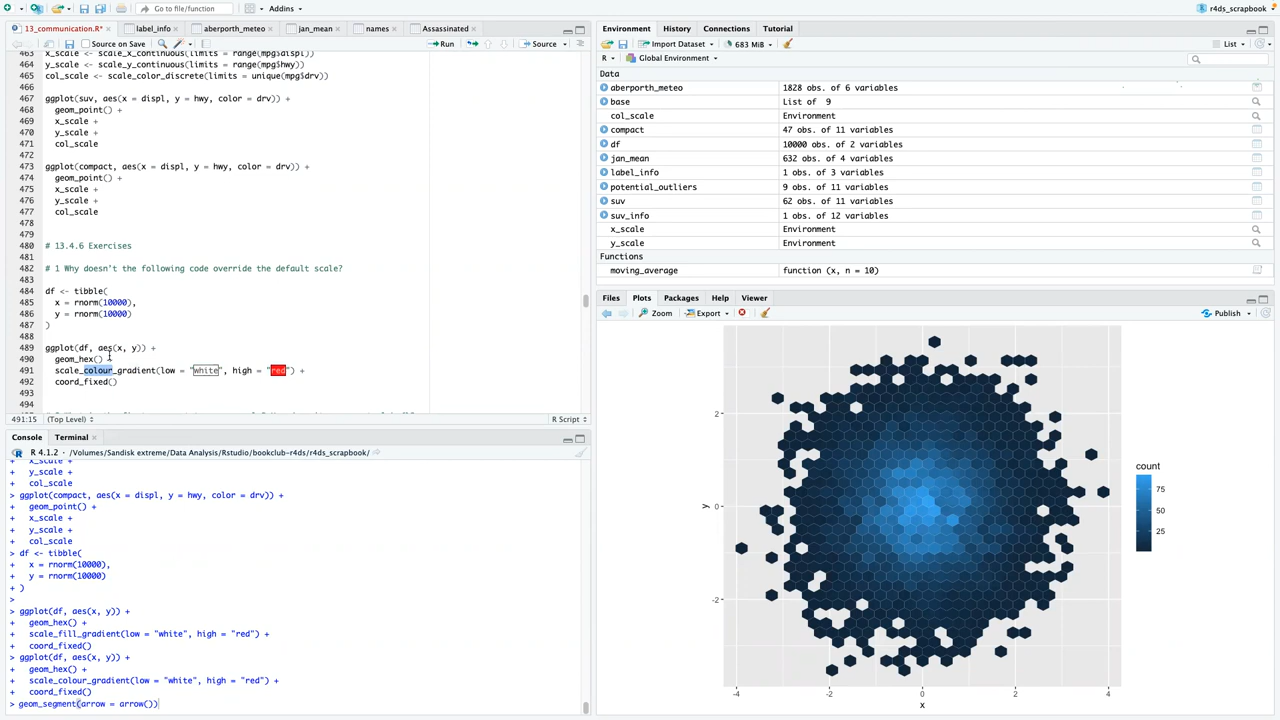 Go to file/function
Addins
r4ds_scrapbook
13_communication.R*
label_info
aberporth_meteo
jan_mean
names
Assassinated
Source on Save
Run
Source
x_scale <- scale_x_continuous(limits = range(mpg$displ))
464 y_scale <- scale_y_continuous(limits = range(mpg$hwy))
465 col_scale <- scale_color_discrete(limits = unique(mpg$drv))
466
467 ggplot(suv, aes(x = displ, y = hwy, color = drv)) +
468 geom_point() +
469 x_scale +
470 y_scale +
471 col_scale
472
473 ggplot(compact, aes(x = displ, y = hwy, color = drv)) +
474 geom_point() +
475 x_scale +
476 y_scale +
477 col_scale
478
479
480 # 13.4.6 Exercises
481
482 # 1 Why doesn't the following code override the default scale?
483
484 df <- tibble(
485 x = rnorm(10000),
486 y = rnorm(10000)
487 )
488
489 ggplot(df, aes(x, y)) +
490 geom_hex() +
491 scale_colour_gradient(low = "white", high = "red") +
492 coord_fixed()
493
494
491:15 (Top Level) R Script
Console Terminal
R 4.1.2 · /Volumes/Sandisk extreme/Data Analysis/Rstudio/bookclub-r4ds/r4ds_scrapbook/
+ x_scale +
+ y_scale +
+ col_scale
> ggplot(compact, aes(x = displ, y = hwy, color = drv)) +
+ geom_point() +
+ x_scale +
+ y_scale +
+ col_scale
> df <- tibble(
+ x = rnorm(10000),
+ y = rnorm(10000)
+ )
>
> ggplot(df, aes(x, y)) +
+ geom_hex() +
+ scale_fill_gradient(low = "white", high = "red") +
+ coord_fixed()
> ggplot(df, aes(x, y)) +
+ geom_hex() +
+ scale_colour_gradient(low = "white", high = "red") +
+ coord_fixed()
> geom_segment(arrow = arrow())
Environment History Connections Tutorial
Import Dataset 683 MiB List
R Global Environment
Data
aberporth_meteo 1828 obs. of 6 variables
base List of 9
col_scale Environment
compact 47 obs. of 11 variables
df 10000 obs. of 2 variables
jan_mean 632 obs. of 4 variables
label_info 1 obs. of 3 variables
potential_outliers 9 obs. of 11 variables
suv 62 obs. of 11 variables
suv_info 1 obs. of 12 variables
x_scale Environment
y_scale Environment
Functions
moving_average function (x, n = 10)
Files Plots Packages Help Viewer
Zoom Export Publish
2
0
-2
y
-4 -2 0 2 4
x
count
75
50
25